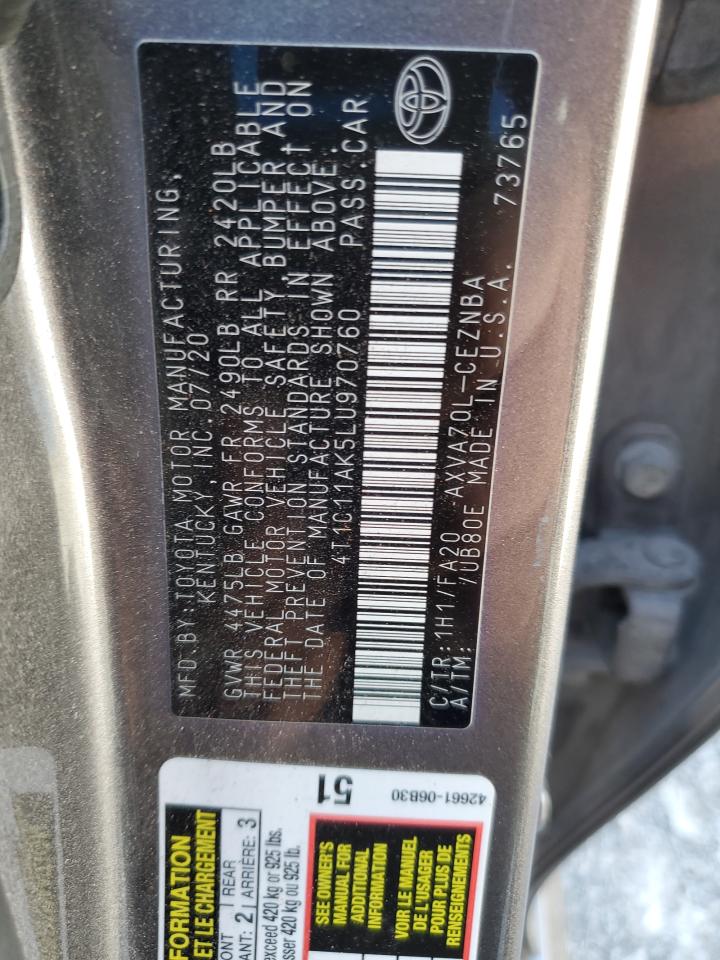 MFD.BY:TOYOTA MOTOR MANUFACTURING,
KENTUCKY, INC.07/20
GVWR 4475LB GAWR FR 2490LB RR 2420LB
THIS VEHICLE CONFORMS TO ALL APPLICABLE
FEDERAL MOTOR VEHICLE SAFETY, BUMPER AND
THEFT PREVENTION STANDARDS IN EFFECT ON
THE DATE OF MANUFACTURE SHOWN ABOVE.
4T1C11AK5LU970760 PASS.CAR
C/TR:1H1/FA20 AXVA70L-CEZNBA
A/TM: /UB80E MADE IN U.S.A. 73765
FORMATION
ET LE CHARGEMENT
ONT 2 REAR 3
ANT: ARRIÈRE:
exceed 420 kg or 925 lbs.
sser 420 kg ou 925 lb.
51
42661-06B30
SEE OWNER'S
MANUAL FOR
ADDITIONAL
INFORMATION
VOIR LE MANUEL
DE L'USAGER
POUR PLUS DE
RENSEIGNEMENTS